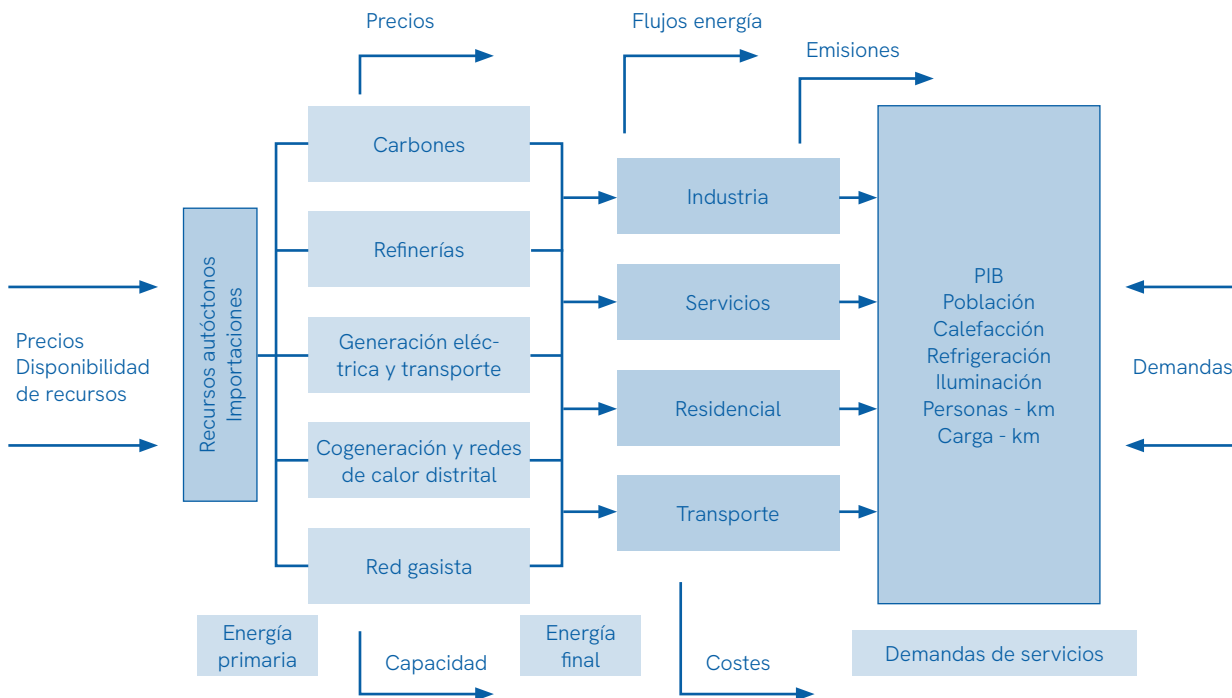 Precios
Flujos energía
Emisiones
Precios
Disponibilidad
de recursos
Recursos autóctonos
Importaciones
Carbones
Refinerías
Generación eléc-
trica y transporte
Cogeneración y redes
de calor distrital
Red gasista
Industria
Servicios
Residencial
Transporte
PIB
Población
Calefacción
Refrigeración
Iluminación
Personas - km
Carga - km
Demandas
Energía
primaria
Capacidad
Energía
final
Costes
Demandas de servicios